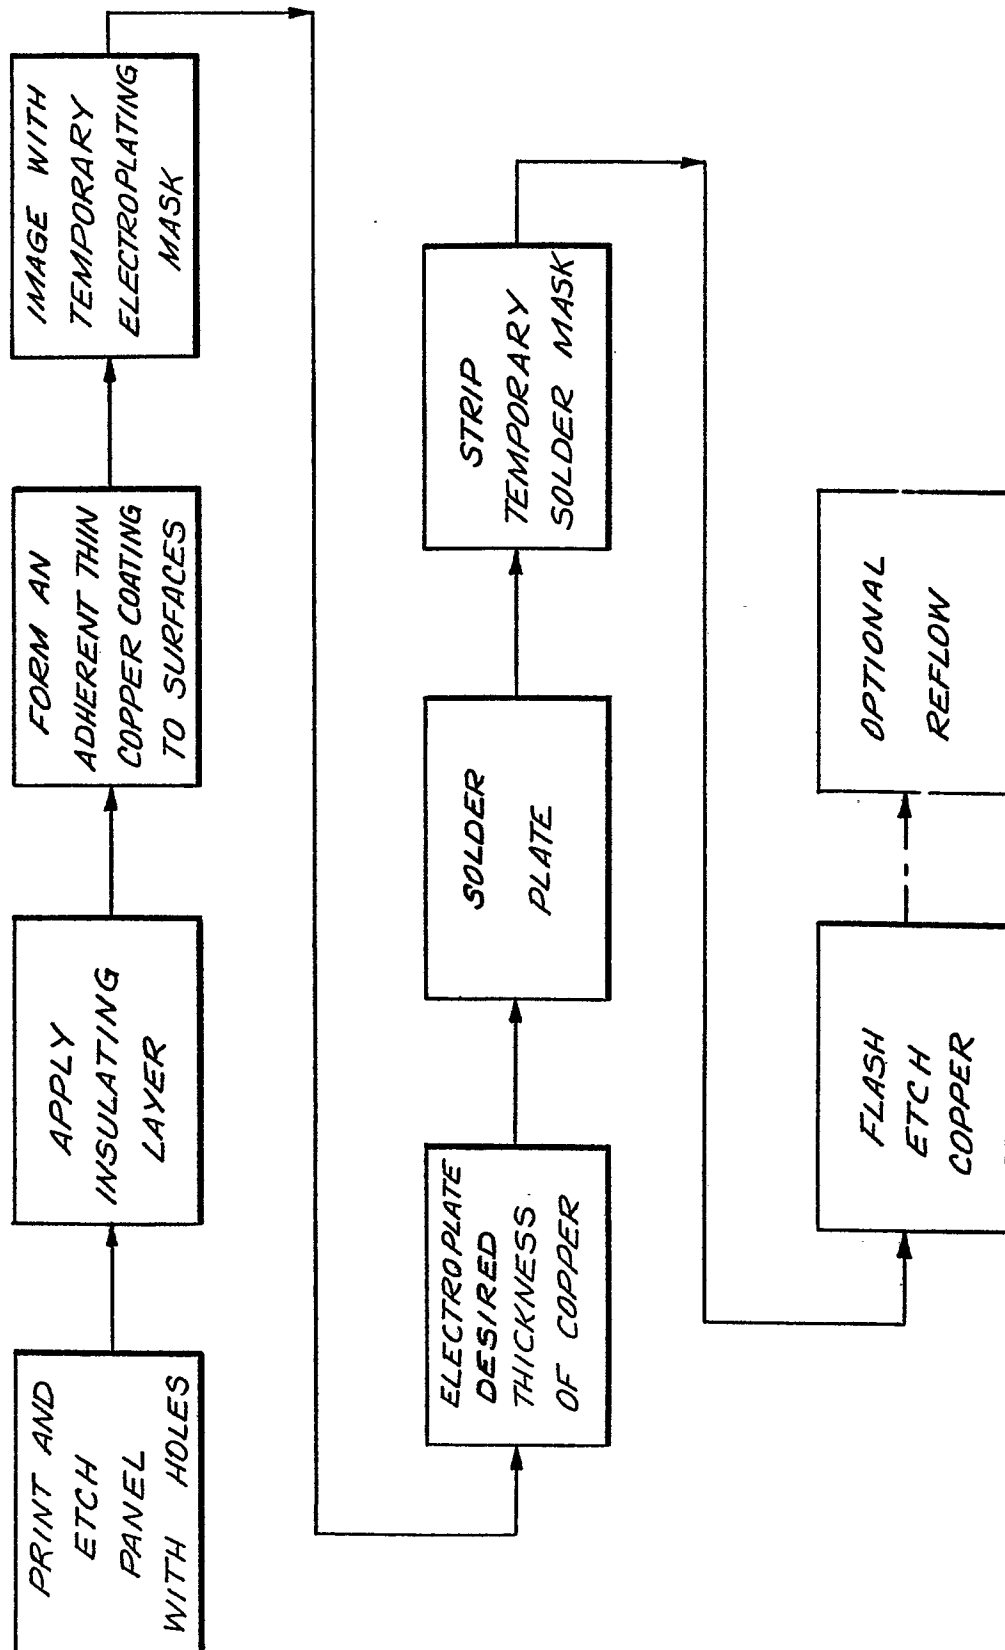 PRINT AND
ETCH
PANEL
WITH HOLES
APPLY
INSULATING
LAYER
FORM AN
ADHERENT THIN
COPPER COATING
TO SURFACES
IMAGE WITH
TEMPORARY
ELECTROPLATING
MASK
ELECTROPLATE
DESIRED
THICKNESS
OF COPPER
SOLDER
PLATE
STRIP
TEMPORARY
SOLDER MASK
FLASH
ETCH
COPPER
OPTIONAL
REFLOW